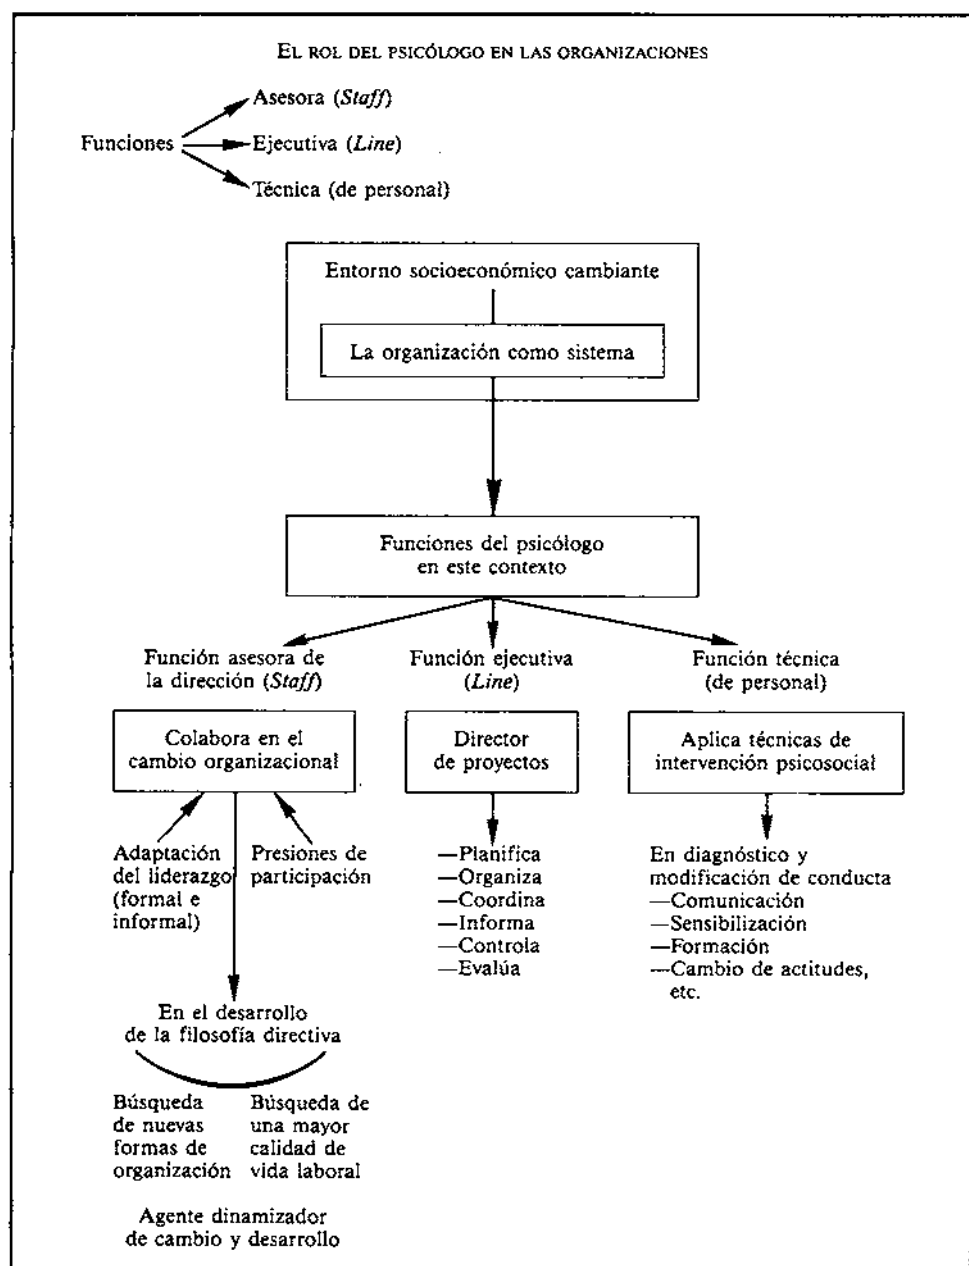 EL ROL DEL PSICÓLOGO EN LAS ORGANIZACIONES
Asesora (Staff)
Funciones
Ejecutiva (Line)
Técnica (de personal)
Entorno socioeconómico cambiante
La organización como sistema
Funciones del psicólogo
en este contexto
Función asesora de
la dirección (Staff)
Función ejecutiva
(Line)
Función técnica
(de personal)
Colabora en el
cambio organizacional
Director
de proyectos
Aplica técnicas de
intervención psicosocial
Adaptación
del liderazgo
(formal e
informal)
Presiones de
participación
—Planifica
—Organiza
—Coordina
—Informa
—Controla
—Evalúa
En diagnóstico y
modificación de conducta
—Comunicación
—Sensibilización
—Formación
—Cambio de actitudes,
etc.
En el desarrollo
de la filosofía directiva
Búsqueda
de nuevas
formas de
organización
Búsqueda de
una mayor
calidad de
vida laboral
Agente dinamizador
de cambio y desarrollo